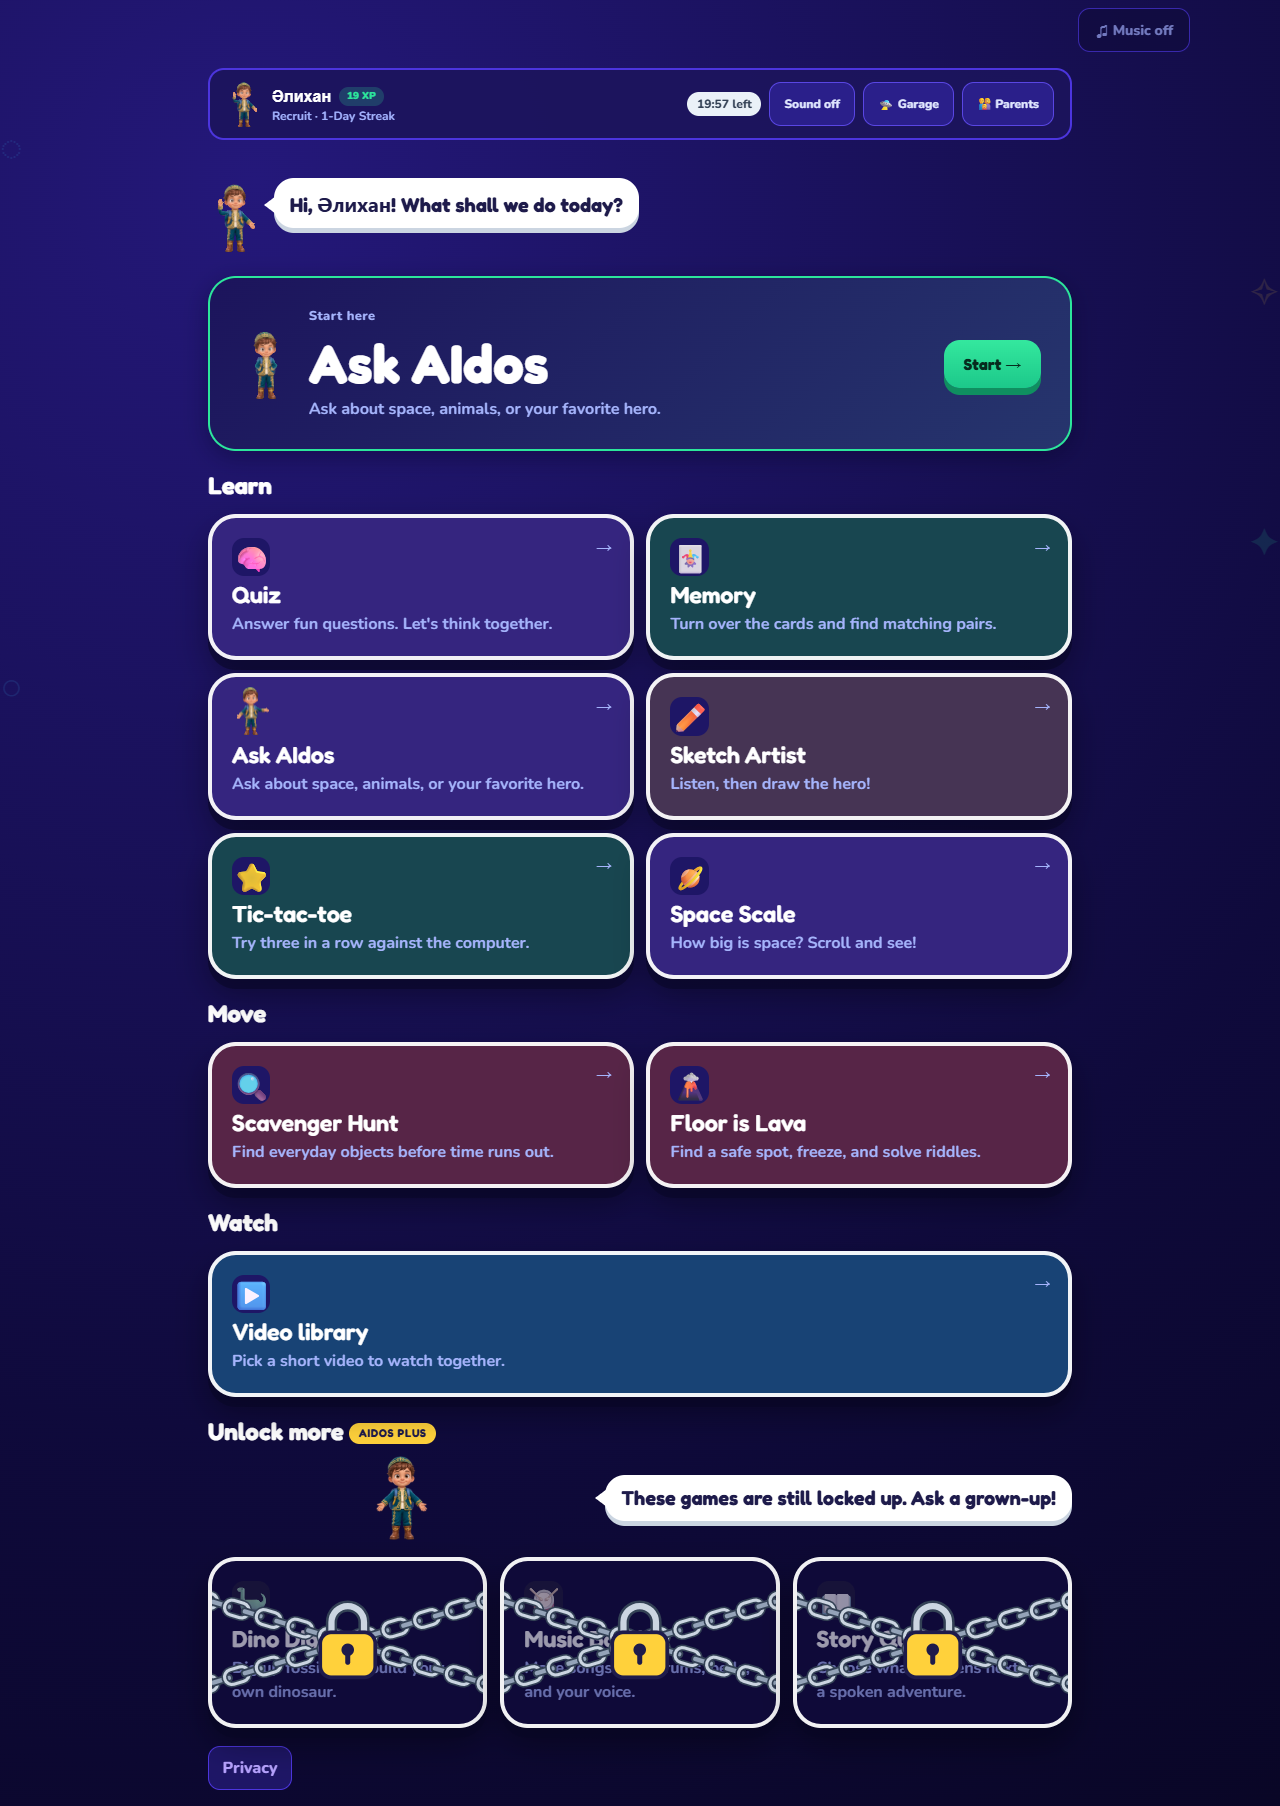 ♫ Music off
Әлихан 19 XP
Recruit · 1-Day Streak
19:57 left
Sound off
Garage
Parents
Hi, Әлихан! What shall we do today?
Start here
Ask AIdos
Ask about space, animals, or your favorite hero.
Start →
Learn
→
Quiz
Answer fun questions. Let's think together.
→
Memory
Turn over the cards and find matching pairs.
→
Ask AIdos
Ask about space, animals, or your favorite hero.
→
Sketch Artist
Listen, then draw the hero!
→
Tic-tac-toe
Try three in a row against the computer.
→
Space Scale
How big is space? Scroll and see!
Move
→
Scavenger Hunt
Find everyday objects before time runs out.
→
Floor is Lava
Find a safe spot, freeze, and solve riddles.
Watch
→
Video library
Pick a short video to watch together.
Unlock more AIDOS PLUS
These games are still locked up. Ask a grown-up!
Dino
own dinosaur.
Music
and your voice.
Story
a spoken adventure.
Privacy